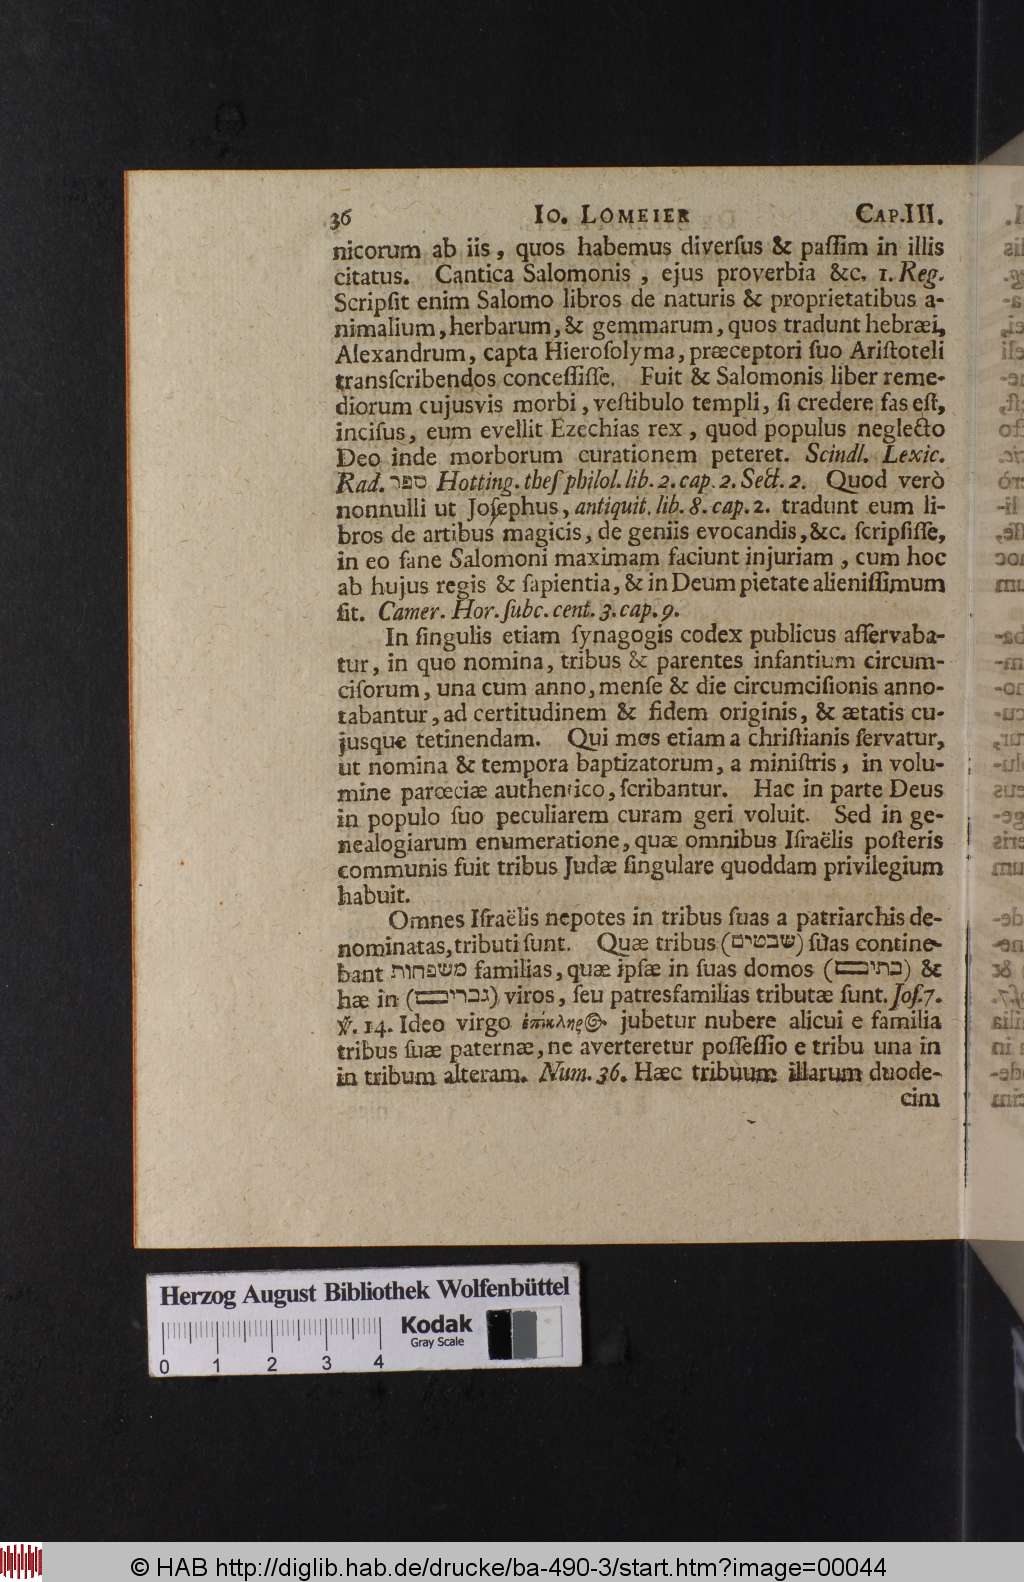 36 Io. Lomeier Cap.III.
nicorum ab iis, quos habemus diverſus & paſſim in illis
citatus. Cantica Salomonis, ejus proverbia &c. 1. Reg.
Scripſit enim Salomo libros de naturis & proprietatibus a-
nimalium, herbarum, & gemmarum, quos tradunt hebræi,
Alexandrum, capta Hieroſolyma, præceptori ſuo Ariſtoteli
transſcribendos conceſſiſſe. Fuit & Salomonis liber reme-
diorum cujusvis morbi, veſtibulo templi, ſi credere fas eſt,
inciſus, eum evellit Ezechias rex, quod populus neglecto
Deo inde morborum curationem peteret. Scindl. Lexic.
Rad. ספר Hotting. theſ philol. lib. 2. cap. 2. Sect. 2. Quod verò
nonnulli ut Joſephus, antiquit. lib. 8. cap. 2. tradunt eum li-
bros de artibus magicis, de geniis evocandis, &c. ſcripſiſſe,
in eo ſane Salomoni maximam faciunt injuriam, cum hoc
ab hujus regis & ſapientia, & in Deum pietate alieniſſimum
ſit. Camer. Hor. ſubc. cent. 3. cap. 9.
In ſingulis etiam ſynagogis codex publicus aſſervaba-
tur, in quo nomina, tribus & parentes infantium circum-
ciſorum, una cum anno, menſe & die circumciſionis anno-
tabantur, ad certitudinem & fidem originis, & ætatis cu-
jusque tetinendam. Qui mos etiam a chriſtianis ſervatur,
ut nomina & tempora baptizatorum, a miniſtris, in volu-
mine parœciæ authentico, ſcribantur. Hac in parte Deus
in populo ſuo peculiarem curam geri voluit. Sed in ge-
nealogiarum enumeratione, quæ omnibus Iſraëlis poſteris
communis fuit tribus Judæ ſingulare quoddam privilegium
habuit.
Omnes Iſraëlis nepotes in tribus ſuas a patriarchis de-
nominatas, tributi ſunt. Quæ tribus (שבטים) ſuas contine-
bant משפחות familias, quæ ipſæ in ſuas domos (בתים) &
hæ in (גברים) viros, ſeu patresfamilias tributæ ſunt. Joſ. 7.
℣. 14. Ideo virgo ἐπίκληρος jubetur nubere alicui e familia
tribus ſuæ paternæ, ne averteretur poſſeſſio e tribu una in
in tribum alteram. Num. 36. Hæc tribuum illarum duode-
cim
Herzog August Bibliothek Wolfenbüttel
Kodak
Gray Scale
0 1 2 3 4
© HAB http://diglib.hab.de/drucke/ba-490-3/start.htm?image=00044